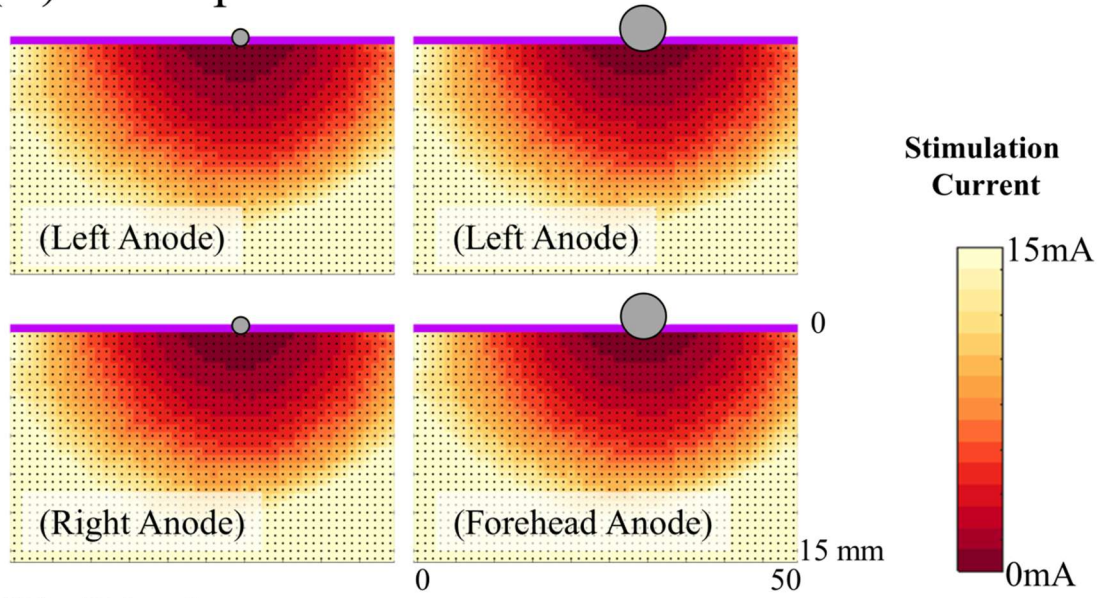 (Left Anode)
(Left Anode)
Stimulation
Current
15mA
(Right Anode)
(Forehead Anode)
0
15 mm
0
50
0mA